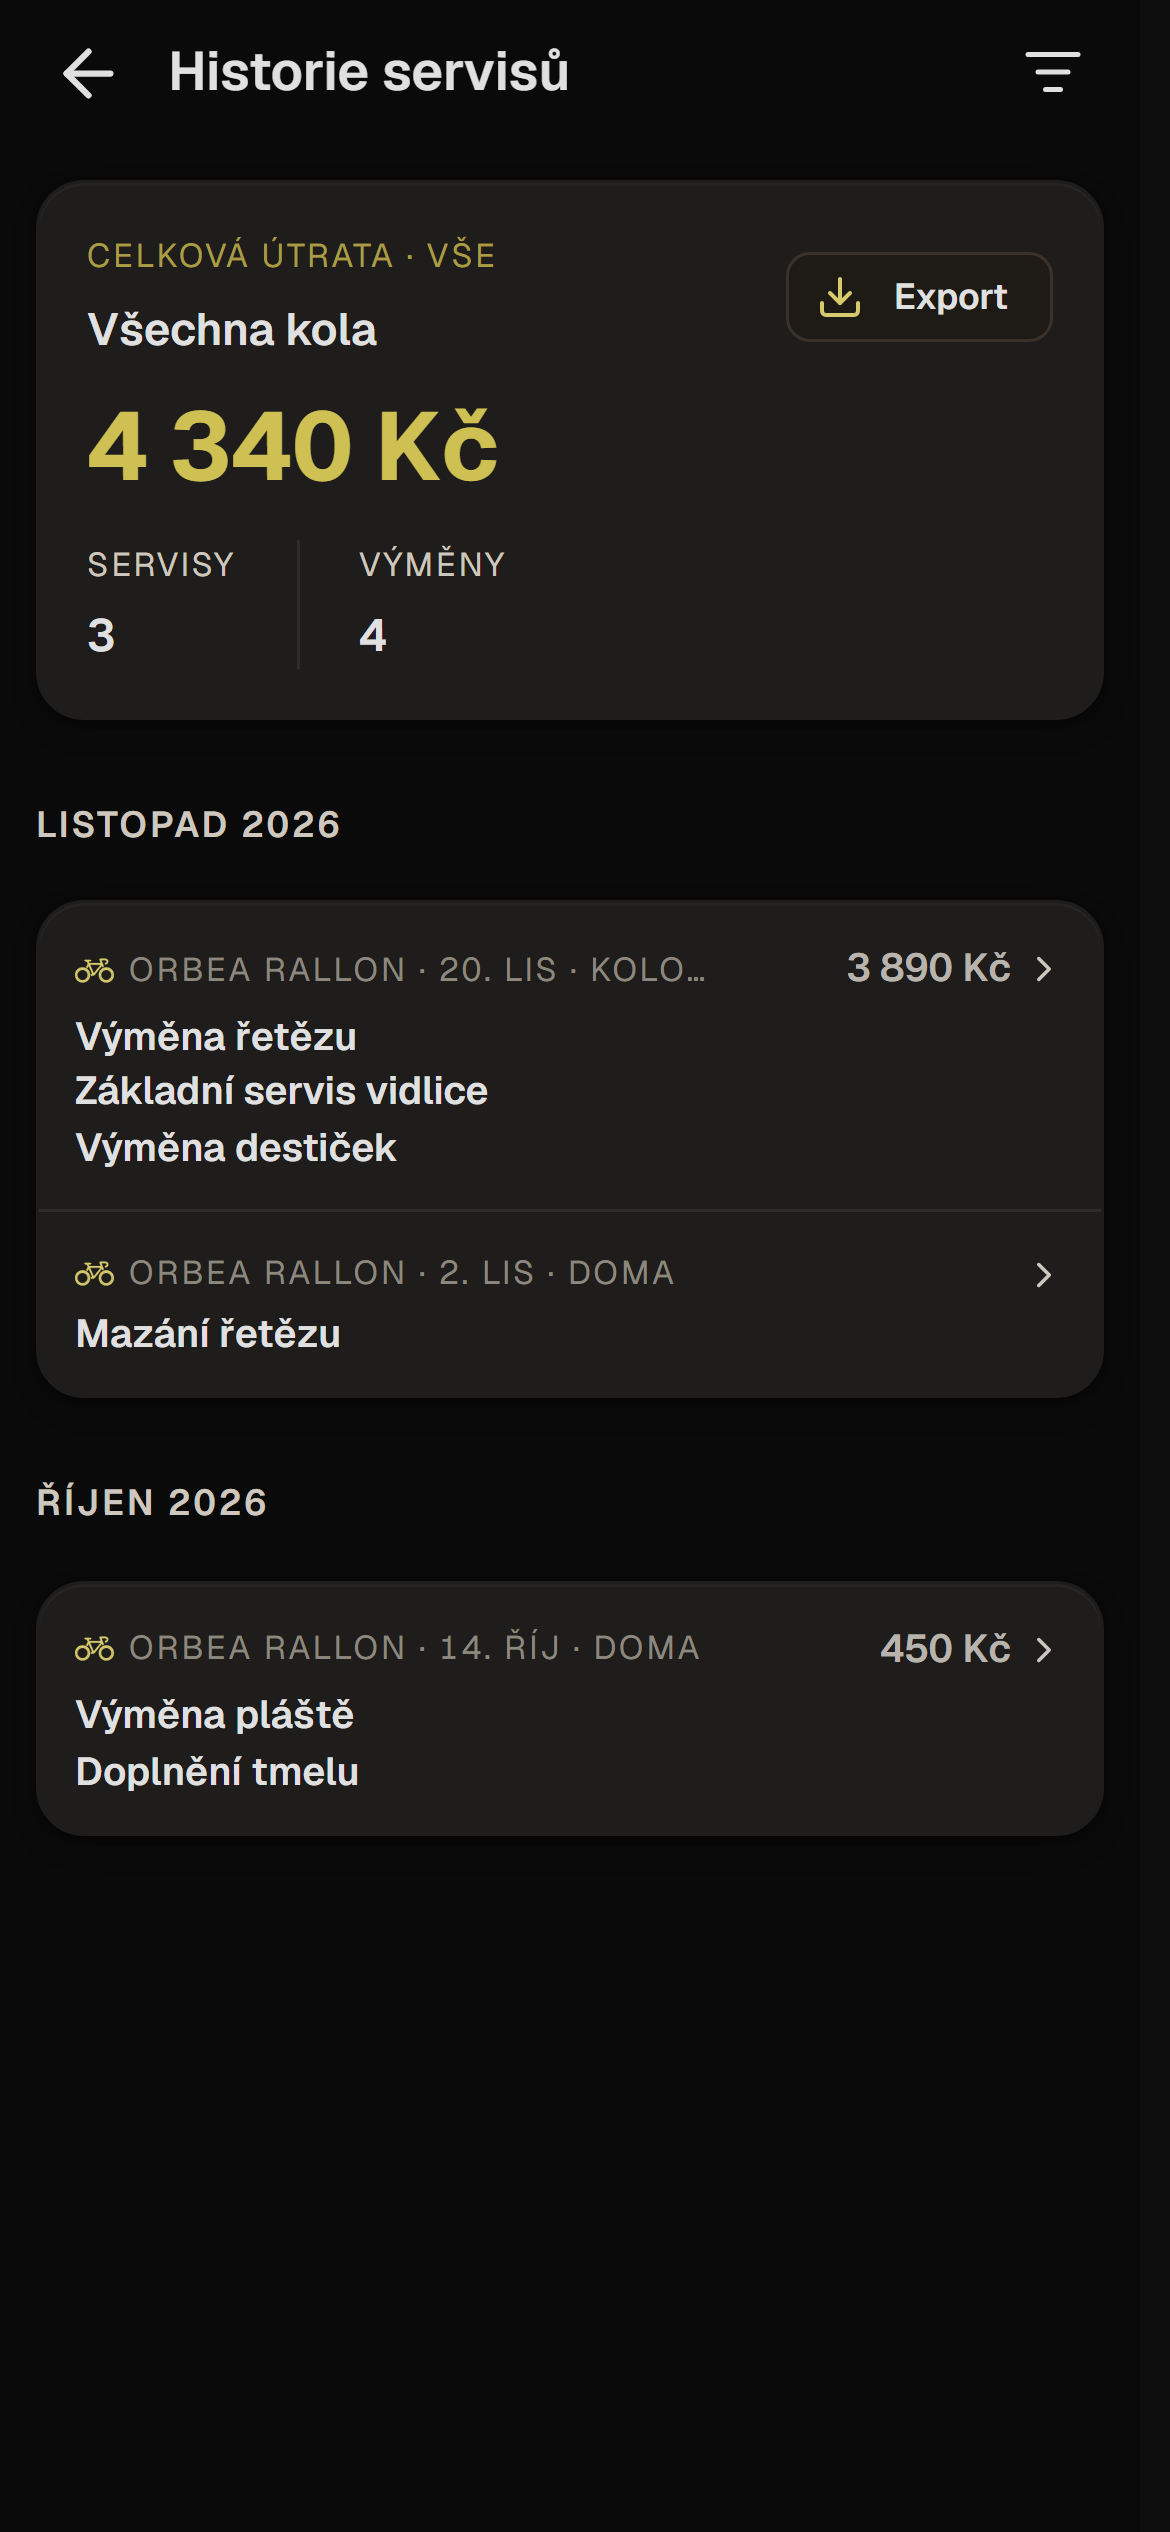 Historie servisů
CELKOVÁ ÚTRATA · VŠE
Všechna kola
Export
4 340 Kč
SERVISY
VÝMĚNY
3
4
LISTOPAD 2026
ORBEA RALLON · 20. LIS · KOLO…
3 890 Kč
Výměna řetězu
Základní servis vidlice
Výměna destiček
ORBEA RALLON · 2. LIS · DOMA
Mazání řetězu
ŘÍJEN 2026
ORBEA RALLON · 14. ŘÍJ · DOMA
450 Kč
Výměna pláště
Doplnění tmelu